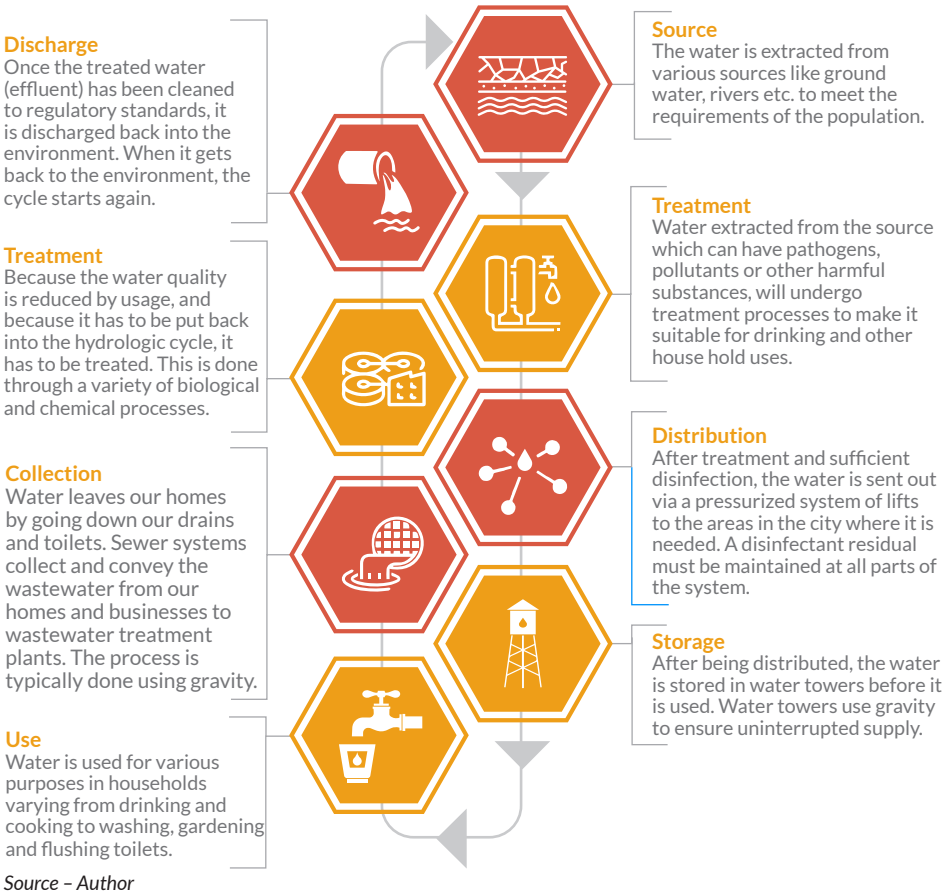 Discharge
Once the treated water
(effluent) has been cleaned
to regulatory standards, it
is discharged back into the
environment. When it gets
back to the environment, the
cycle starts again.
Treatment
Because the water quality
is reduced by usage, and
because it has to be put back
into the hydrologic cycle, it
has to be treated. This is done
through a variety of biological
and chemical processes.
Collection
Water leaves our homes
by going down our drains
and toilets. Sewer systems
collect and convey the
wastewater from our
homes and businesses to
wastewater treatment
plants. The process is
typically done using gravity.
Use
Water is used for various
purposes in households
varying from drinking and
cooking to washing, gardening
and flushing toilets.
Source – Author
Source
The water is extracted from
various sources like ground
water, rivers etc. to meet the
requirements of the population.
Treatment
Water extracted from the source
which can have pathogens,
pollutants or other harmful
substances, will undergo
treatment processes to make it
suitable for drinking and other
house hold uses.
Distribution
After treatment and sufficient
disinfection, the water is sent out
via a pressurized system of lifts
to the areas in the city where it is
needed. A disinfectant residual
must be maintained at all parts of
the system.
Storage
After being distributed, the water
is stored in water towers before it
is used. Water towers use gravity
to ensure uninterrupted supply.